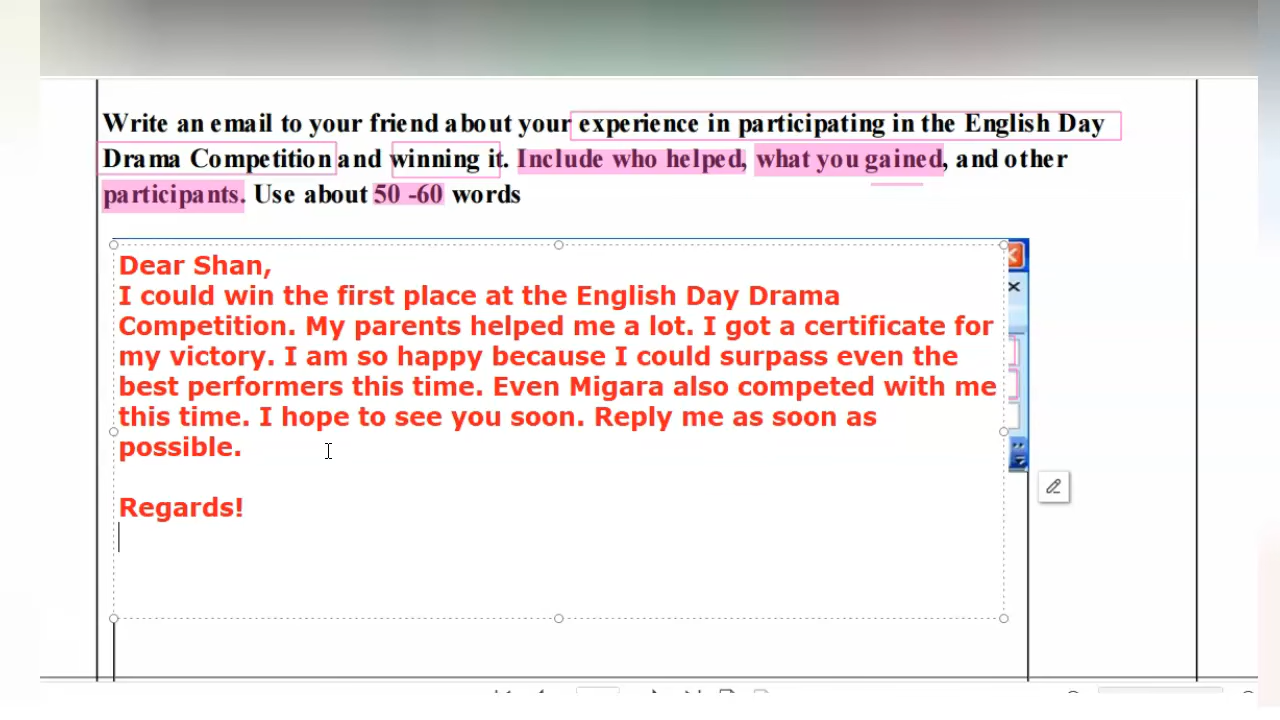 Write an email to your friend about your experience in participating in the English Day
Drama Competition and winning it. Include who helped, what you gained, and other
participants. Use about 50 -60 words
Dear Shan,
I could win the first place at the English Day Drama
Competition. My parents helped me a lot. I got a certificate for
my victory. I am so happy because I could surpass even the
best performers this time. Even Migara also competed with me
this time. I hope to see you soon. Reply me as soon as
possible.
Regards!